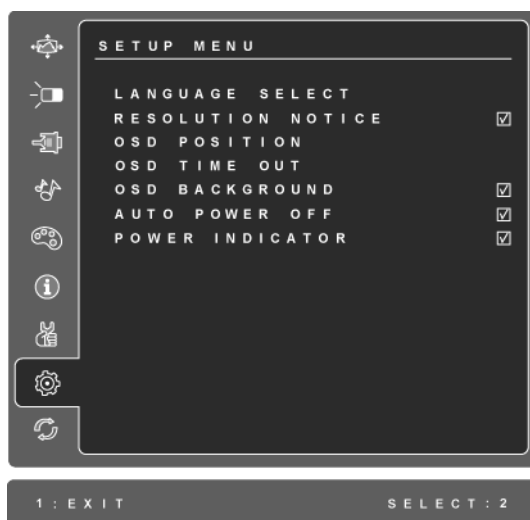 SETUP MENU
LANGUAGE SELECT
RESOLUTION NOTICE
OSD POSITION
OSD TIME OUT
OSD BACKGROUND
AUTO POWER OFF
POWER INDICATOR
1:EXIT SELECT:2